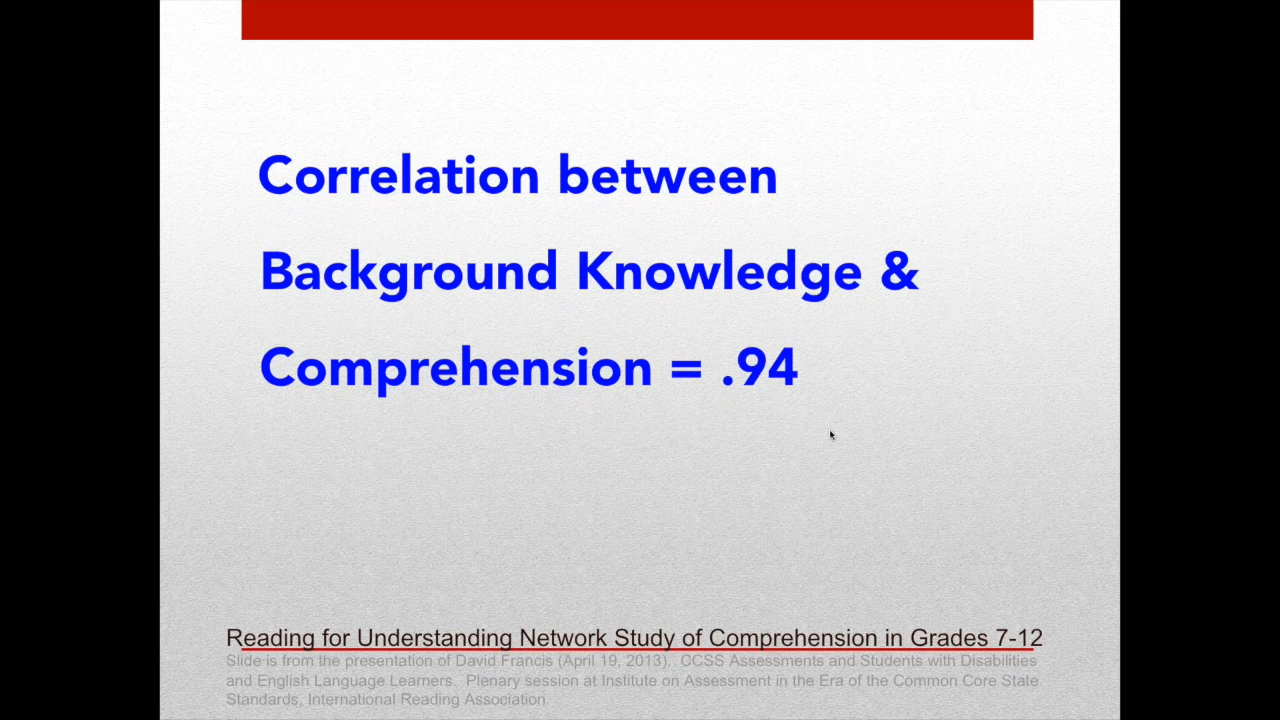 Correlation between
Background Knowledge &
Comprehension = .94
Reading for Understanding Network Study of Comprehension in Grades 7-12
Slide is from the presentation of David Francis (April 19, 2013).  CCSS Assessments and Students with Disabilities
and English Language Learners.  Plenary session at Institute on Assessment in the Era of the Common Core State
Standards, International Reading Association.